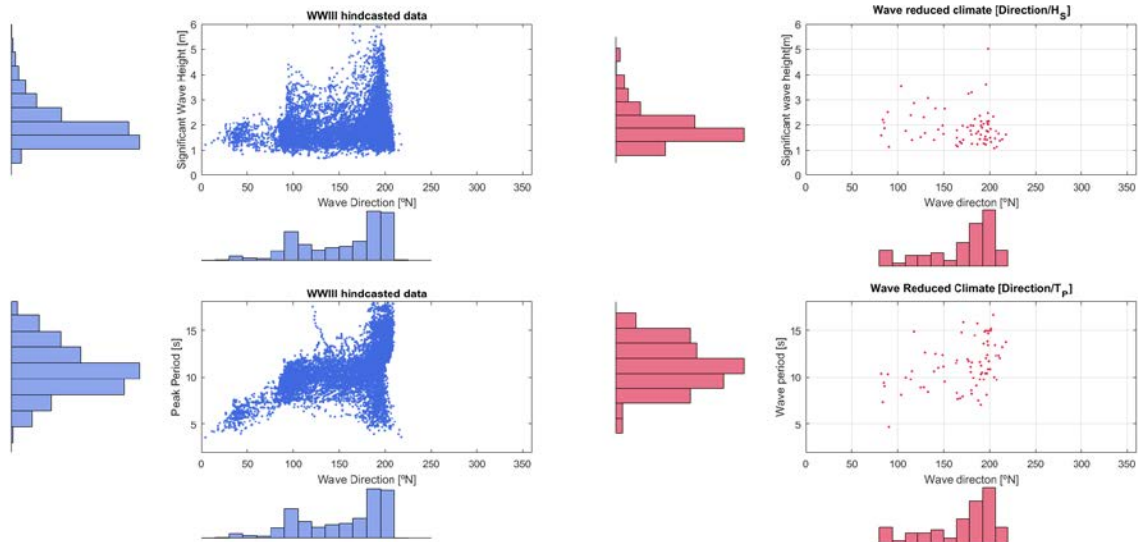 WWIII hindcasted data
Significant Wave Height [m]
6
5
4
3
2
1
0
0 50 100 150 200 250 300 350
Wave Direction [ºN]
Wave reduced climate [Direction/H_S]
Significant wave height[m]
6
5
4
3
2
1
0
0 50 100 150 200 250 300 350
Wave directon [ºN]
WWIII hindcasted data
Peak Period [s]
15
10
5
0 50 100 150 200 250 300 350
Wave Direction [ºN]
Wave Reduced Climate [Direction/T_P]
Wave period [s]
15
10
5
0 50 100 150 200 250 300 350
Wave directon [ºN]